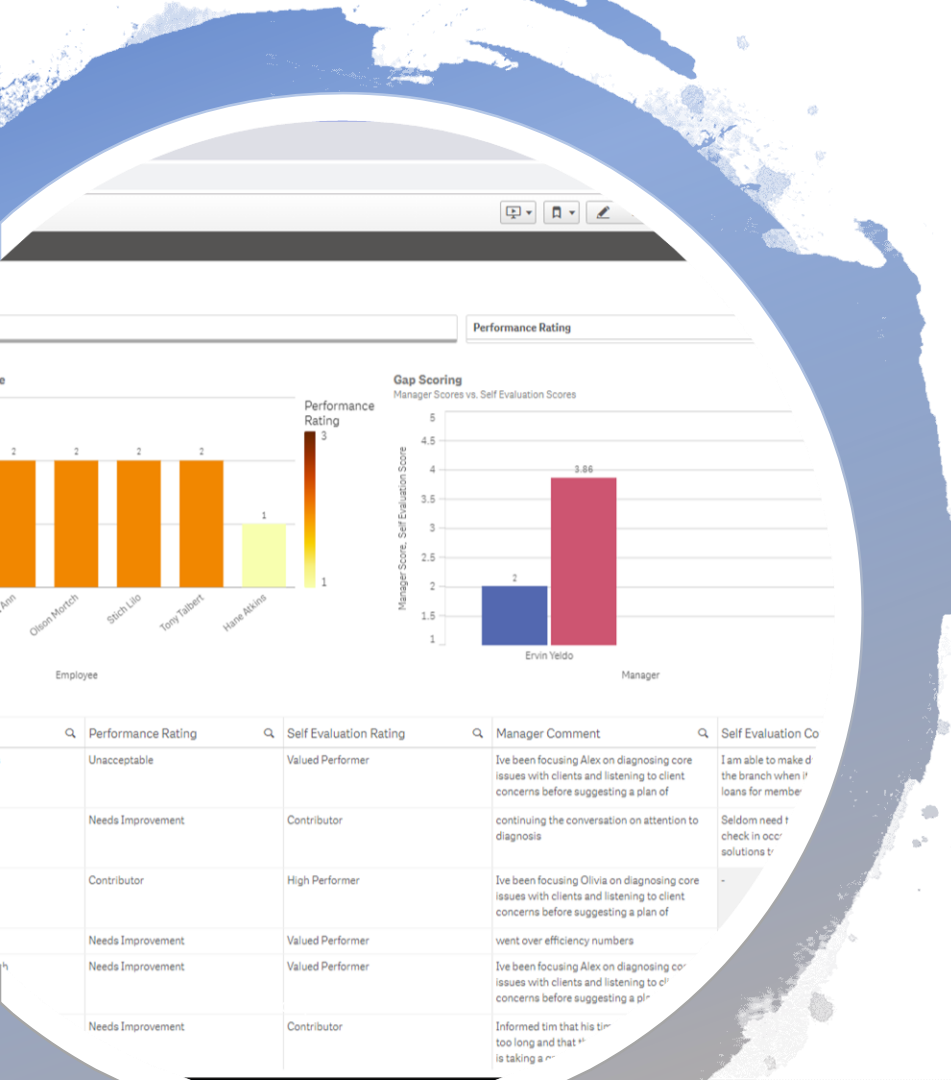 Performance Rating
e
Performance
Rating
3
1
2
2
2
2
1
Ann
Olson Mortch
Stich Lilo
Tony Talbert
Hane Atkins
Employee
Gap Scoring
Manager Scores vs. Self Evaluation Scores
Manager Score, Self Evaluation Score
5
4.5
4
3.5
3
2.5
2
1.5
1
2
3.86
Ervin Yeldo
Manager
Performance Rating
Self Evaluation Rating
Manager Comment
Self Evaluation Co
Unacceptable
Valued Performer
Ive been focusing Alex on diagnosing core
issues with clients and listening to client
concerns before suggesting a plan of
I am able to make d
the branch when i
loans for membe
Needs Improvement
Contributor
continuing the conversation on attention to
diagnosis
Seldom need
check in occ
solutions
Contributor
High Performer
Ive been focusing Olivia on diagnosing core
issues with clients and listening to client
concerns before suggesting a plan of
-
Needs Improvement
Valued Performer
went over efficiency numbers
h
Needs Improvement
Valued Performer
Ive been focusing Alex on diagnosing co
issues with clients and listening to cl
concerns before suggesting a pl
Needs Improvement
Contributor
Informed tim that his
too long and that
is taking a